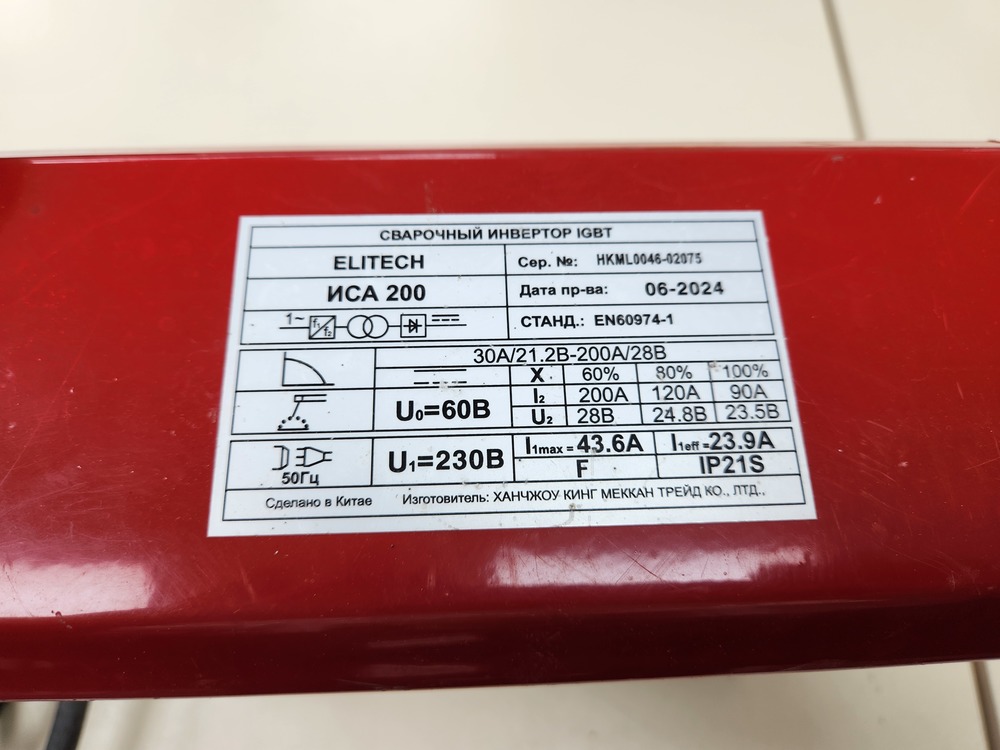 СВАРОЧНЫЙ ИНВЕРТОР IGBT
ELITECH
Сер. №: HKML0046-02075
ИСА 200
Дата пр-ва: 06-2024
1~ f₁/f₂
СТАНД.: EN60974-1
30A/21.2B-200A/28B
X 60% 80% 100%
U₀=60B
I₂ 200A 120A 90A
U₂ 28B 24.8B 23.5B
50Гц
U₁=230B
I₁max = 43.6A I₁eff =23.9A
F IP21S
Сделано в Китае Изготовитель: ХАНЧЖОУ КИНГ МЕККАН ТРЕЙД КО., ЛТД.,